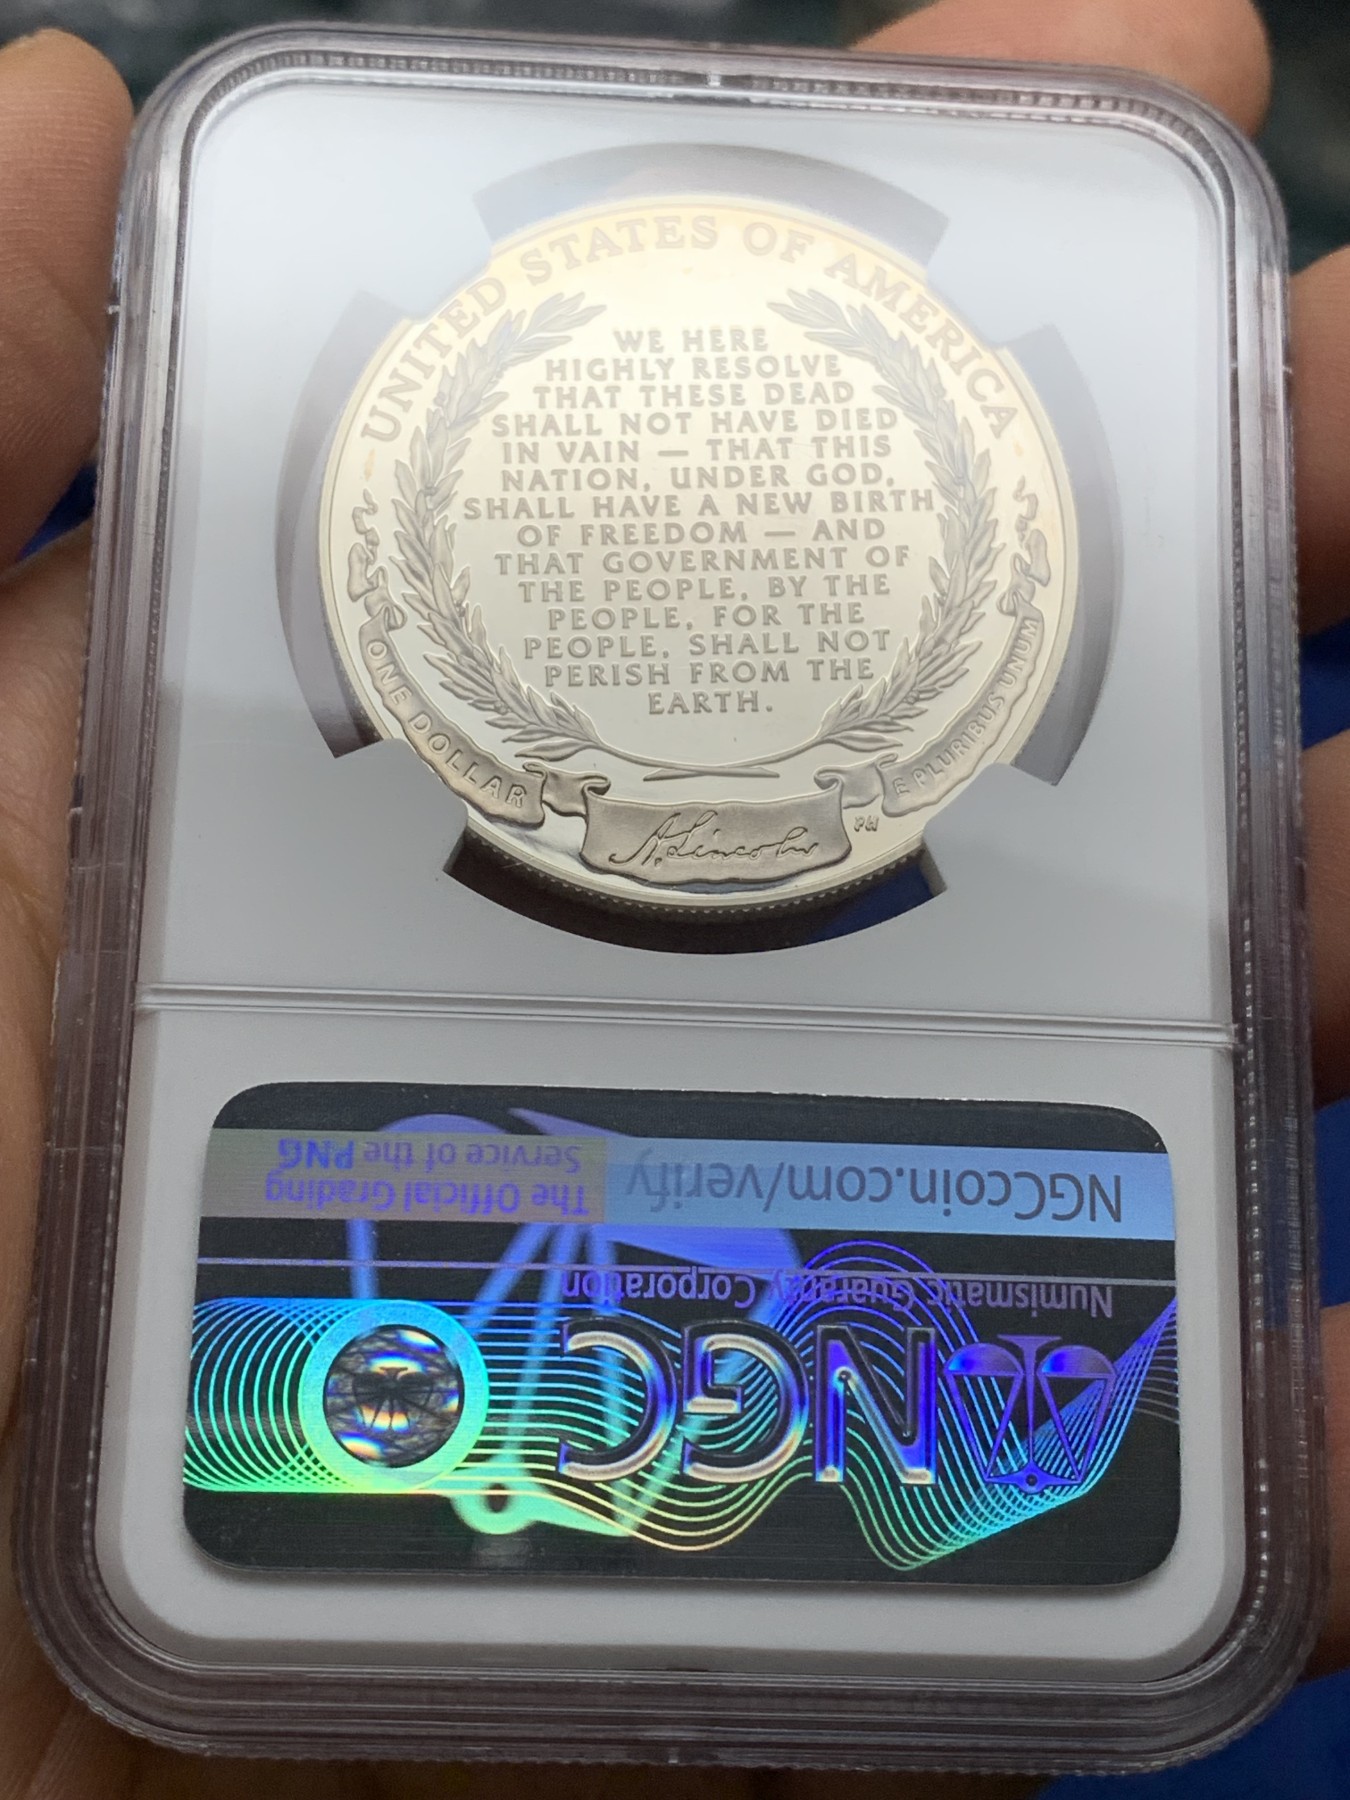 UNITED STATES OF AMERICA
WE HERE
HIGHLY RESOLVE
THAT THESE DEAD
SHALL NOT HAVE DIED
IN VAIN — THAT THIS
NATION, UNDER GOD,
SHALL HAVE A NEW BIRTH
OF FREEDOM — AND
THAT GOVERNMENT OF
THE PEOPLE, BY THE
PEOPLE, FOR THE
PEOPLE, SHALL NOT
PERISH FROM THE
EARTH.
ONE DOLLAR
A. Lincoln
PH
E PLURIBUS UNUM
NGC
Numismatic Guaranty Corporation
NGCcoin.com/verify
The Official Grading
Service of the PNG